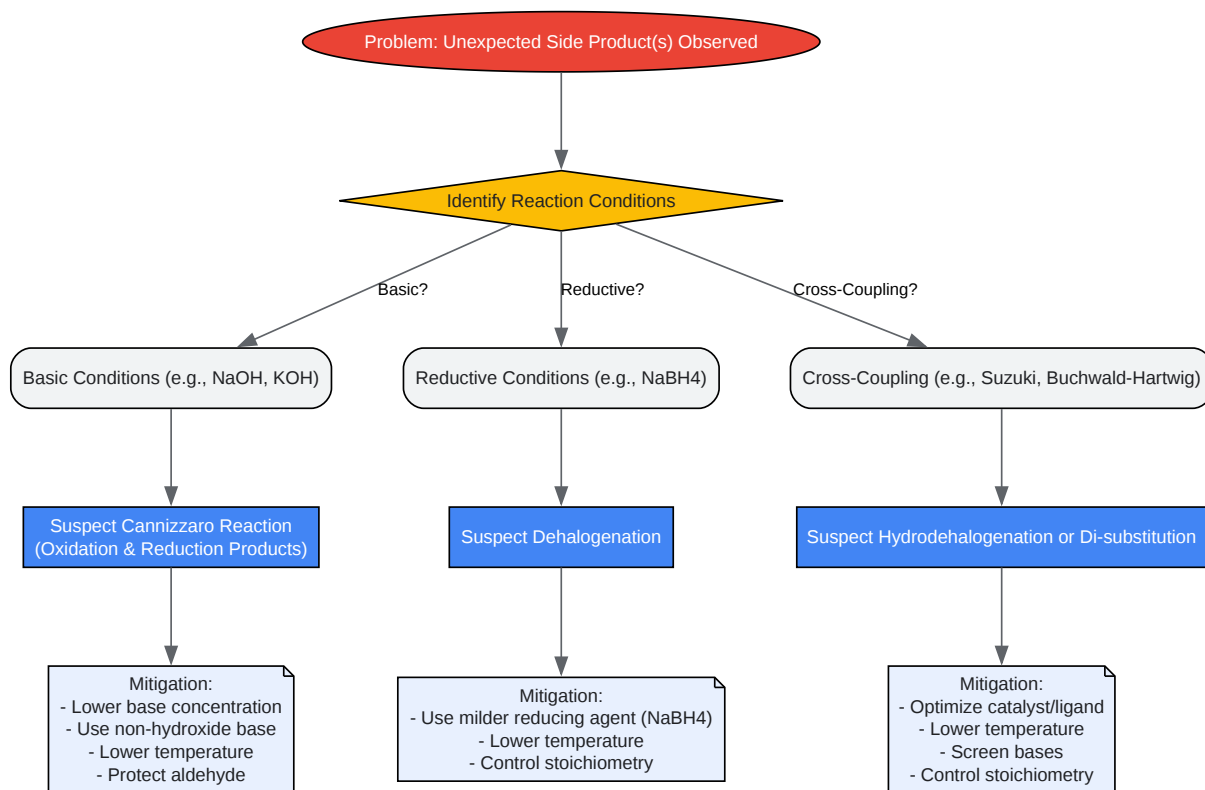 Problem: Unexpected Side Product(s) Observed
Identify Reaction Conditions
Basic?
Reductive?
Cross-Coupling?
Basic Conditions (e.g., NaOH, KOH)
Reductive Conditions (e.g., NaBH4)
Cross-Coupling (e.g., Suzuki, Buchwald-Hartwig)
Suspect Cannizzaro Reaction
(Oxidation & Reduction Products)
Suspect Dehalogenation
Suspect Hydrodehalogenation or Di-substitution
Mitigation:
- Lower base concentration
- Use non-hydroxide base
- Lower temperature
- Protect aldehyde
Mitigation:
- Use milder reducing agent (NaBH4)
- Lower temperature
- Control stoichiometry
Mitigation:
- Optimize catalyst/ligand
- Lower temperature
- Screen bases
- Control stoichiometry